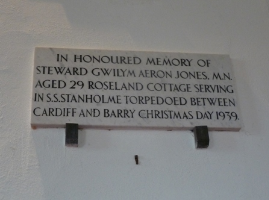 IN HONOURED MEMORY OF
STEWARD GWILYM AERON JONES, M.N.
AGED 29 ROSELAND COTTAGE SERVING
IN S.S.STANHOLME TORPEDOED BETWEEN
CARDIFF AND BARRY CHRISTMAS DAY 1939.